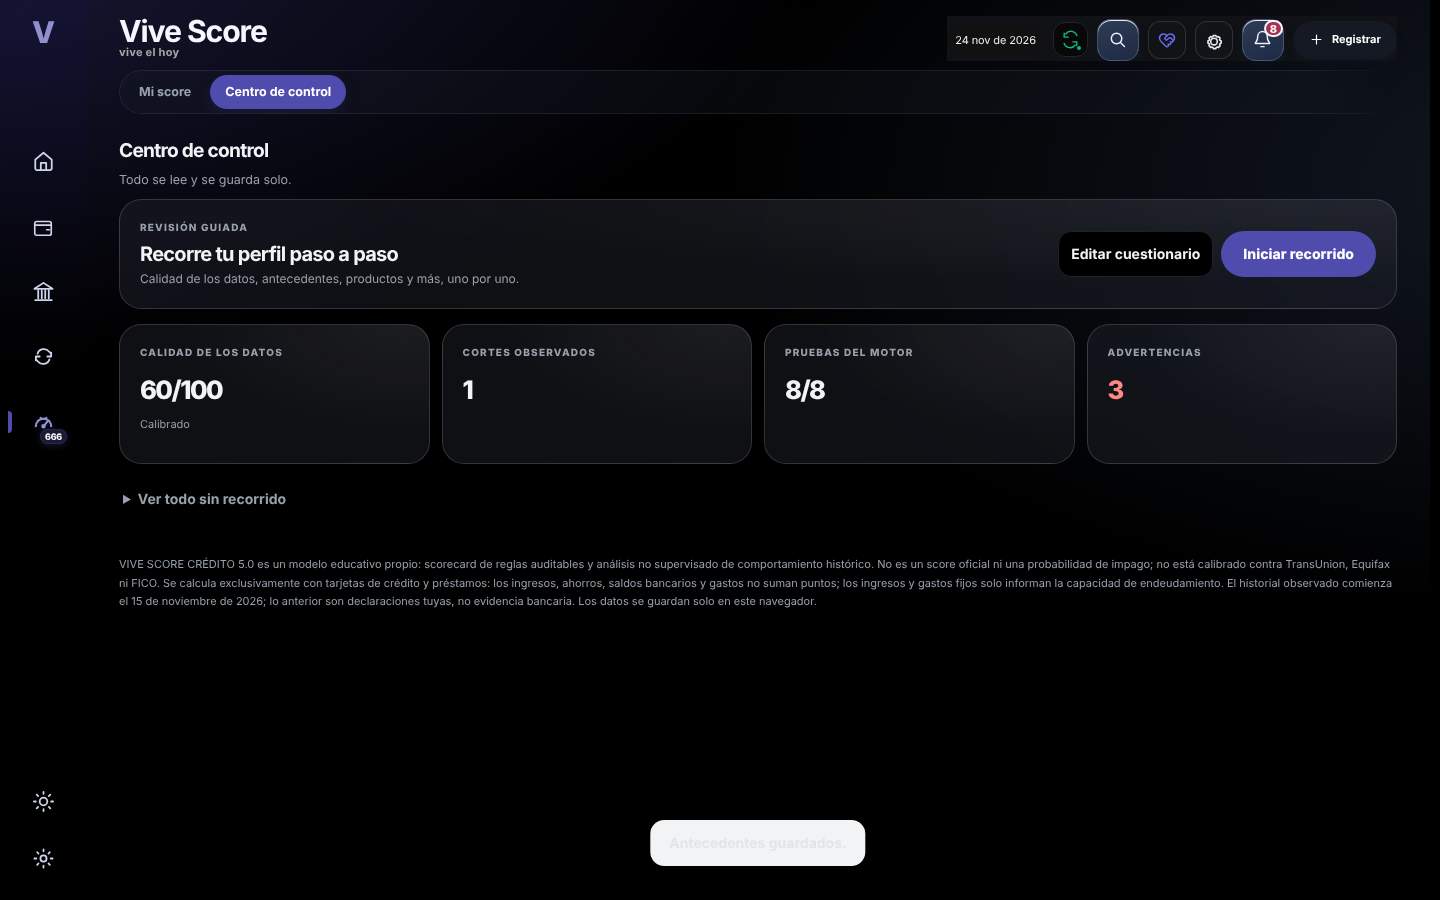 V
Vive Score
vive el hoy
24 nov de 2026
8
Registrar
Mi score
Centro de control
Centro de control
Todo se lee y se guarda solo.
REVISIÓN GUIADA
Recorre tu perfil paso a paso
Calidad de los datos, antecedentes, productos y más, uno por uno.
Editar cuestionario
Iniciar recorrido
CALIDAD DE LOS DATOS
60/100
Calibrado
CORTES OBSERVADOS
1
PRUEBAS DEL MOTOR
8/8
ADVERTENCIAS
3
666
Ver todo sin recorrido
VIVE SCORE CRÉDITO 5.0 es un modelo educativo propio: scorecard de reglas auditables y análisis no supervisado de comportamiento histórico. No es un score oficial ni una probabilidad de impago; no está calibrado contra TransUnion, Equifax
ni FICO. Se calcula exclusivamente con tarjetas de crédito y préstamos: los ingresos, ahorros, saldos bancarios y gastos no suman puntos; los ingresos y gastos fijos solo informan la capacidad de endeudamiento. El historial observado comienza
el 15 de noviembre de 2026; lo anterior son declaraciones tuyas, no evidencia bancaria. Los datos se guardan solo en este navegador.
Antecedentes guardados.